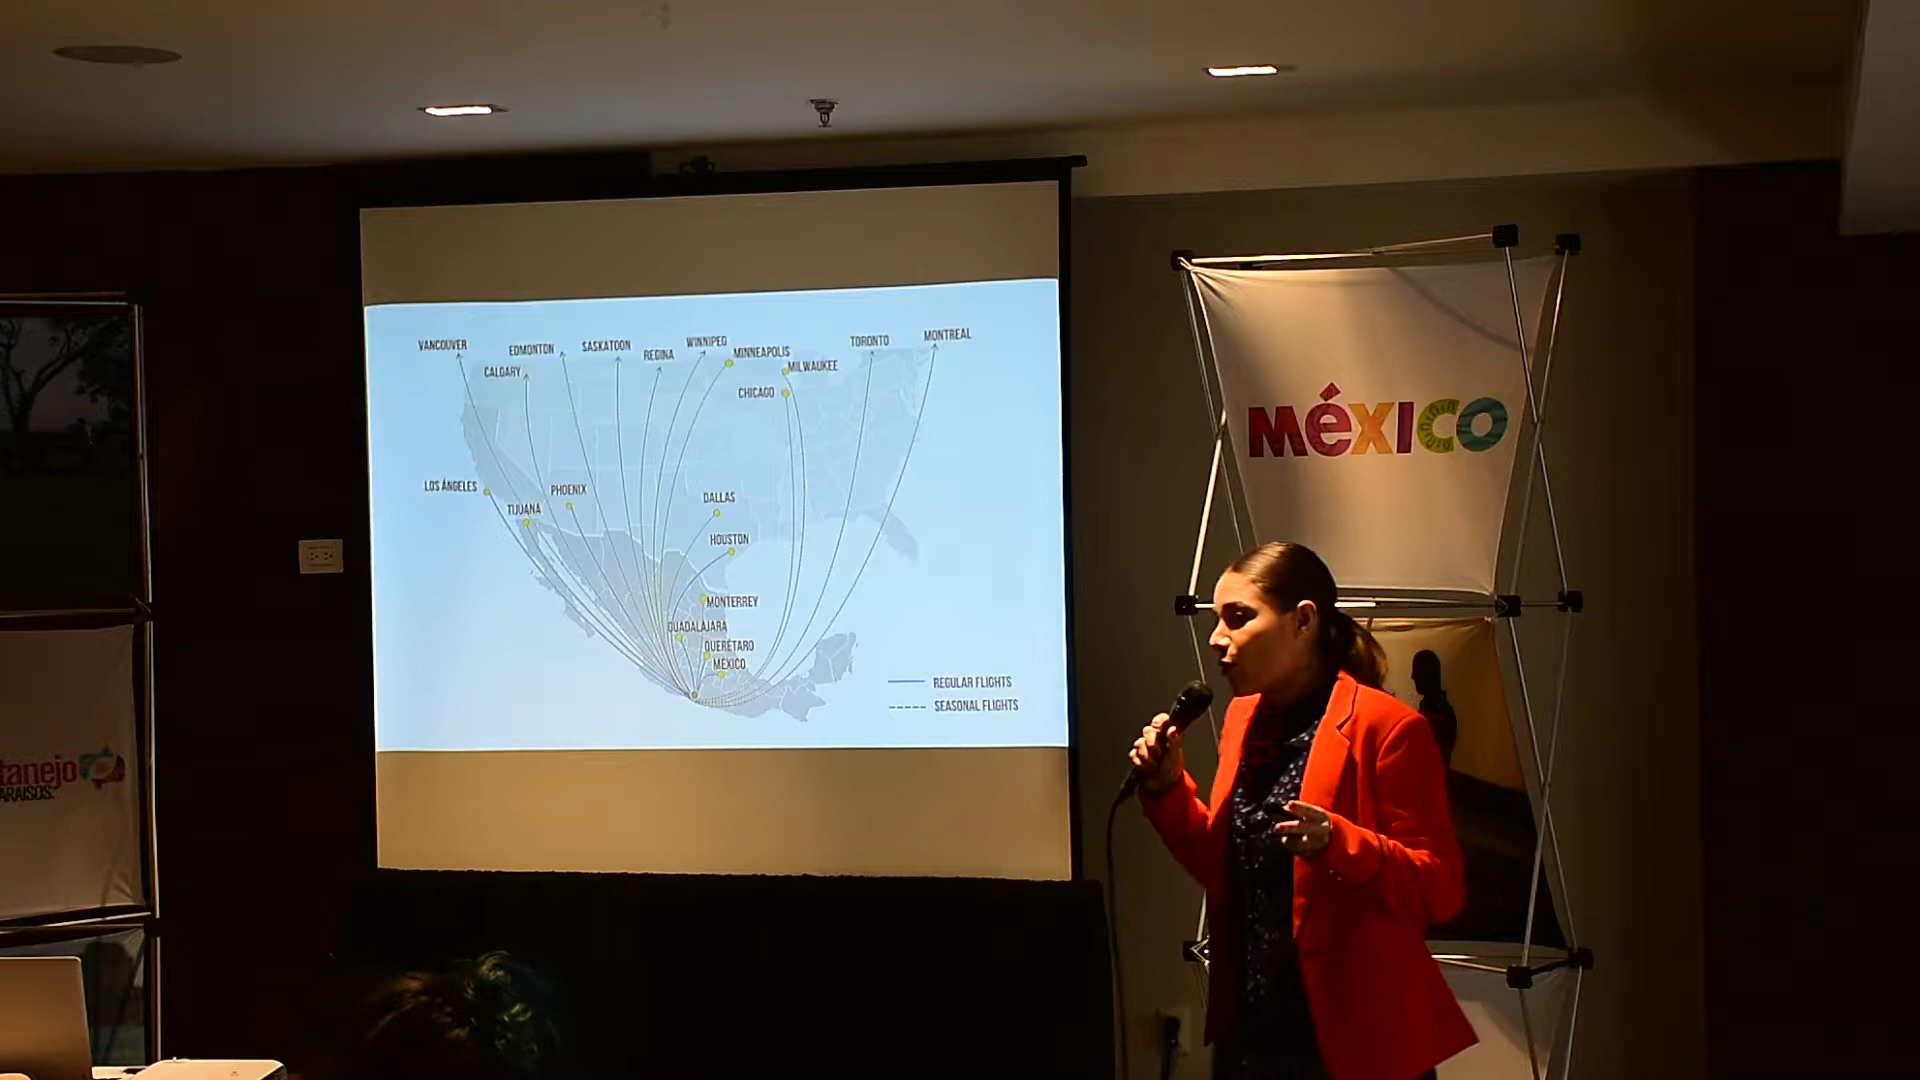 VANCOUVER
EDMONTON
SASKATOON
REGINA
WINNIPEG
MINNEAPOLIS
MILWAUKEE
TORONTO
MONTREAL
CALGARY
CHICAGO
LOS ÁNGELES
TIJUANA
PHOENIX
DALLAS
HOUSTON
MONTERREY
GUADALAJARA
QUERÉTARO
MÉXICO
REGULAR FLIGHTS
SEASONAL FLIGHTS
MéXICO
tanejo
ARAISOS.